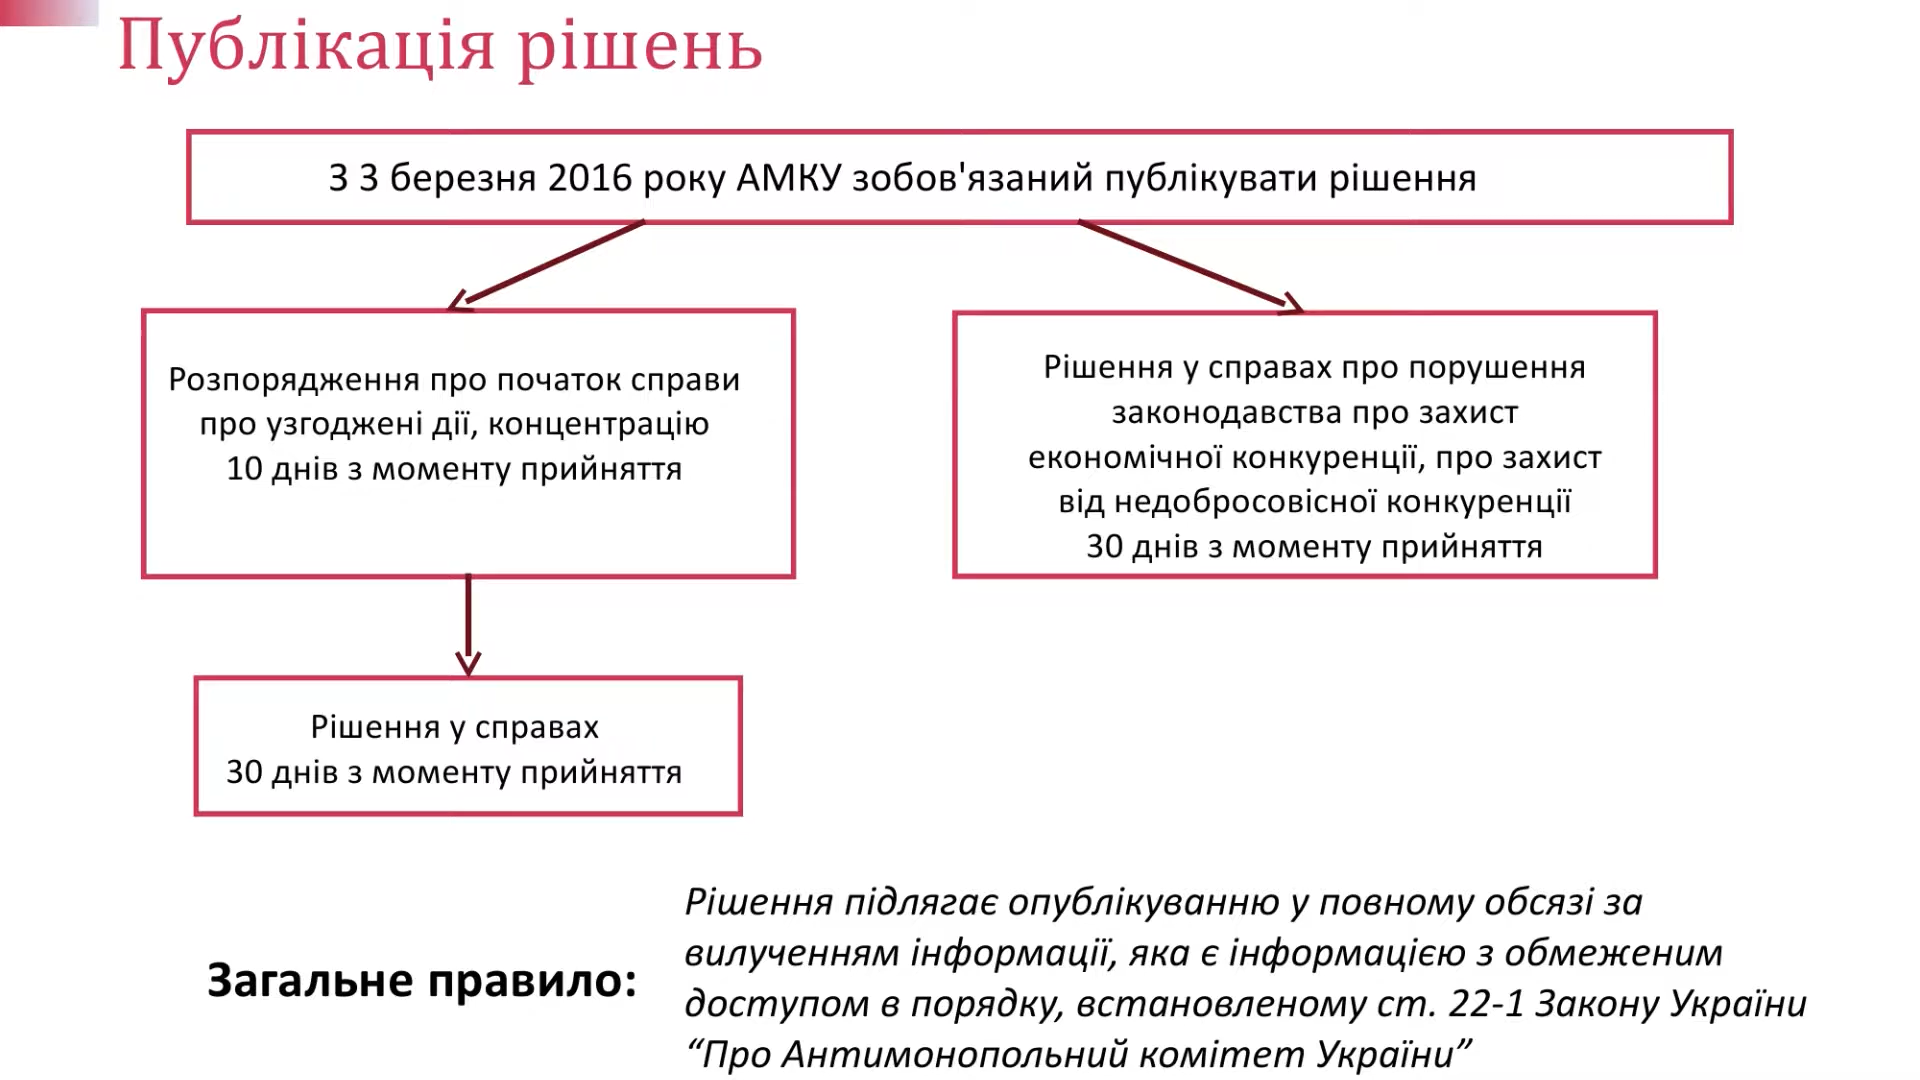 Публікація рішень
З 3 березня 2016 року АМКУ зобов'язаний публікувати рішення
Розпорядження про початок справи
про узгоджені дії, концентрацію
10 днів з моменту прийняття
Рішення у справах про порушення
законодавства про захист
економічної конкуренції, про захист
від недобросовісної конкуренції
30 днів з моменту прийняття
Рішення у справах
30 днів з моменту прийняття
Загальне правило:
Рішення підлягає опублікуванню у повному обсязі за
вилученням інформації, яка є інформацією з обмеженим
доступом в порядку, встановленому ст. 22-1 Закону України
“Про Антимонопольний комітет України”